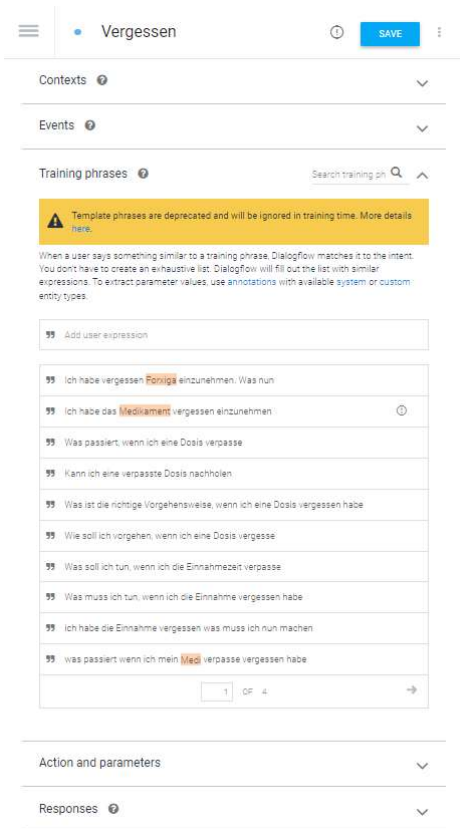 Vergessen
SAVE
Contexts
Events
Training phrases
Search training ph
Template phrases are deprecated and will be ignored in training time. More details
here.
When a user says something similar to a training phrase, Dialogflow matches it to the intent.
You don't have to create an exhaustive list. Dialogflow will fill out the list with similar
expressions. To extract parameter values, use annotations with available system or custom
entity types.
Add user expression
Ich habe vergessen Forxiga einzunehmen. Was nun
Ich habe das Medikament vergessen einzunehmen
Was passiert, wenn ich eine Dosis verpasse
Kann ich eine verpasste Dosis nachholen
Was ist die richtige Vorgehensweise, wenn ich eine Dosis vergessen habe
Wie soll ich vorgehen, wenn ich eine Dosis vergesse
Was soll ich tun, wenn ich die Einnahmezeit verpasse
Was muss ich tun, wenn ich die Einnahme vergessen habe
ich habe die Einnahme vergessen was muss ich nun machen
was passiert wenn ich mein Medi verpasse vergessen habe
1 OF 4
Action and parameters
Responses